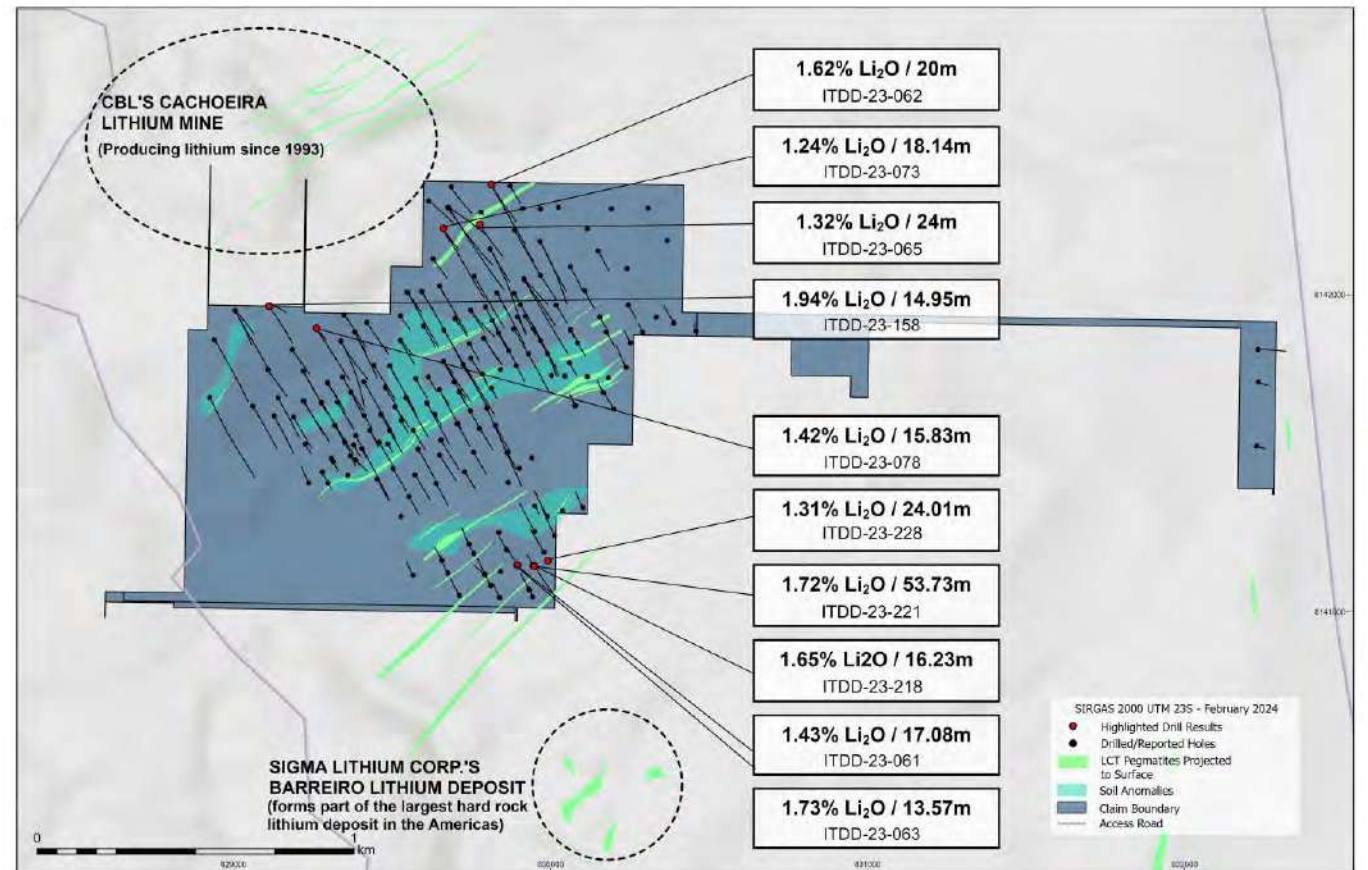 CBL'S CACHOEIRA
LITHIUM MINE
(Producing lithium since 1993)
1.62% Li₂O / 20m
ITDD-23-062
1.24% Li₂O / 18.14m
ITDD-23-073
1.32% Li₂O / 24m
ITDD-23-065
1.94% Li₂O / 14.95m
ITDD-23-158
1.42% Li₂O / 15.83m
ITDD-23-078
1.31% Li₂O / 24.01m
ITDD-23-228
1.72% Li₂O / 53.73m
ITDD-23-221
1.65% Li2O / 16.23m
ITDD-23-218
1.43% Li₂O / 17.08m
ITDD-23-061
1.73% Li₂O / 13.57m
ITDD-23-063
SIGMA LITHIUM CORP.'S
BARREIRO LITHIUM DEPOSIT
(forms part of the largest hard rock
lithium deposit in the Americas)
SIRGAS 2000 UTM 23S - February 2024
Highlighted Drill Results
Drilled/Reported Holes
LCT Pegmatites Projected
to Surface
Soil Anomalies
Claim Boundary
Access Road
0
1
km
8142000